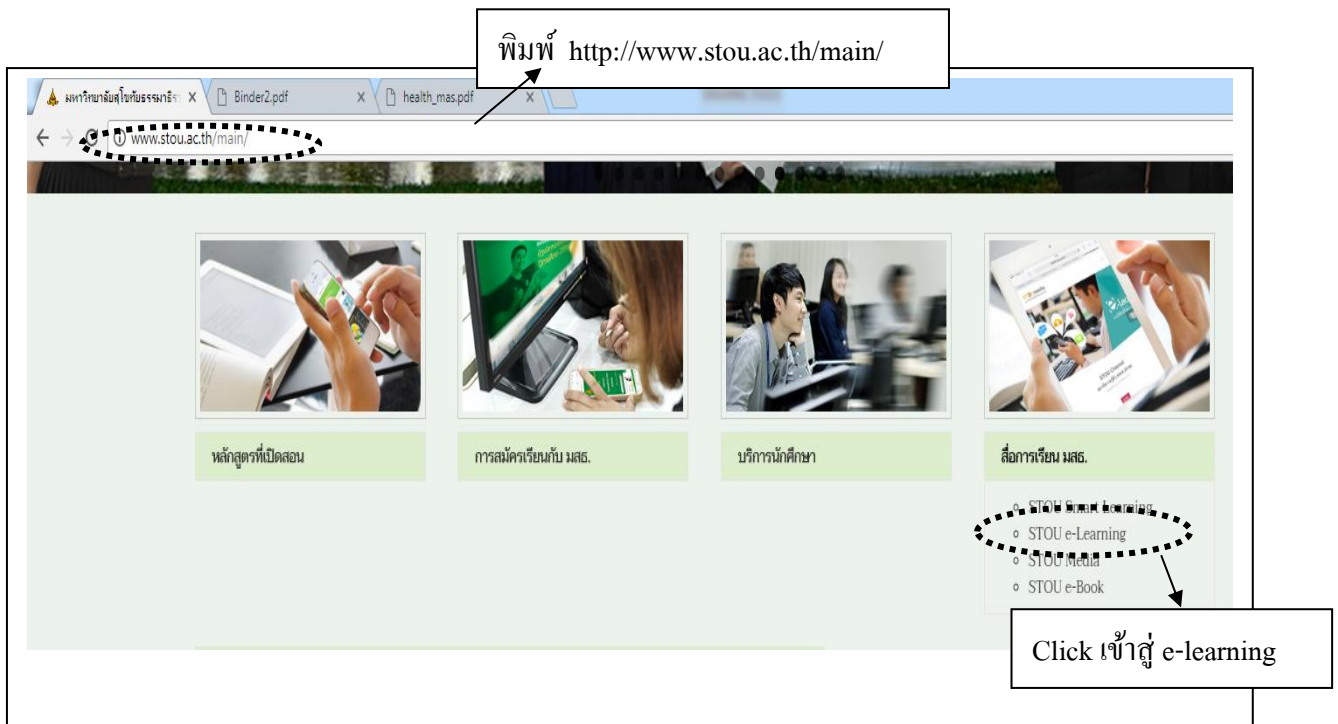 พิมพ์ http://www.stou.ac.th/main/
มหาวิทยาลัยสุโขทัยธรรมาธิร
Binder2.pdf
health_mas.pdf
www.stou.ac.th/main/
หลักสูตรที่เปิดสอน
การสมัครเรียนกับ มสธ.
บริการนักศึกษา
สื่อการเรียน มสธ.
STOU Smart Learning
STOU e-Learning
STOU Media
STOU e-Book
Click เข้าสู่ e-learning